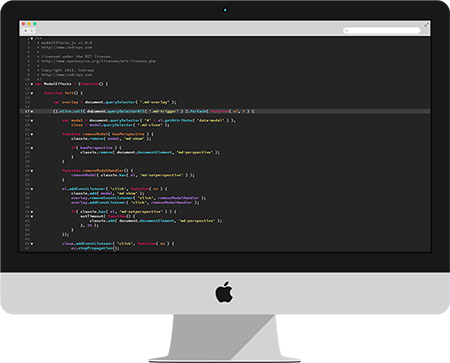 /**
* modalEffects.js v1.0.0
* http://www.codrops.com
*
* Licensed under the MIT license.
* http://www.opensource.org/licenses/mit-license.php
*
* Copyright 2013, Codrops
* http://www.codrops.com
*/
var ModalEffects = (function() {
function init() {
var overlay = document.querySelector( '.md-overlay' );
[].slice.call( document.querySelectorAll( '.md-trigger' ) ).forEach( function( el, i ) {
var modal = document.querySelector( '#' + el.getAttribute( 'data-modal' ) ),
close = modal.querySelector( '.md-close' );
function removeModal( hasPerspective ) {
classie.remove( modal, 'md-show' );
if( hasPerspective ) {
classie.remove( document.documentElement, 'md-perspective' );
}
}
function removeModalHandler() {
removeModal( classie.has( el, 'md-setperspective' ) );
}
el.addEventListener( 'click', function( ev ) {
classie.add( modal, 'md-show' );
overlay.removeEventListener( 'click', removeModalHandler );
overlay.addEventListener( 'click', removeModalHandler );
if( classie.has( el, 'md-setperspective' ) ) {
setTimeout( function() {
classie.add( document.documentElement, 'md-perspective' );
}, 25 );
}
});
close.addEventListener( 'click', function( ev ) {
ev.stopPropagation();